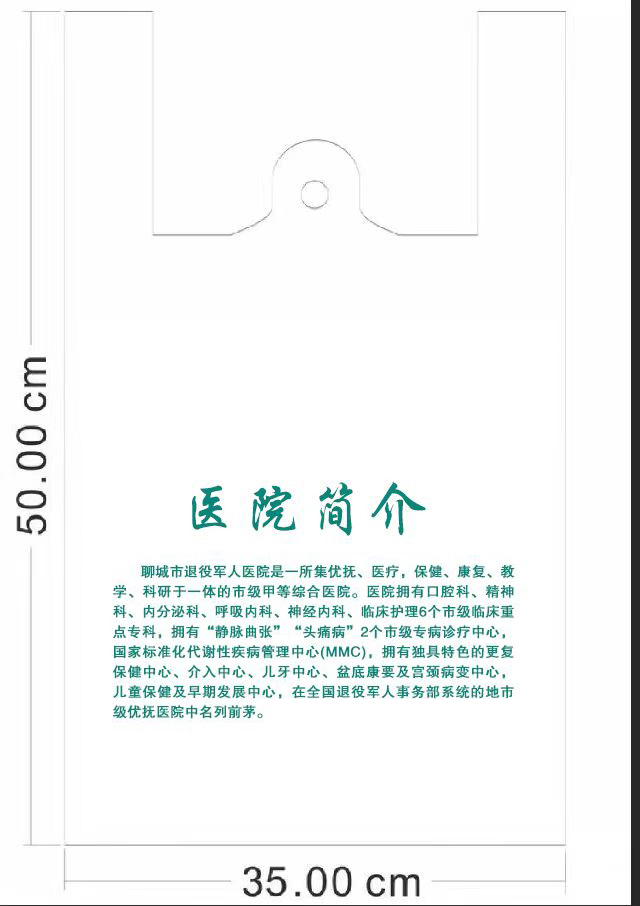 50.00 cm
医院简介
聊城市退役军人医院是一所集优抚、医疗，保健、康复、教
学、科研于一体的市级甲等综合医院。医院拥有口腔科、精神
科、内分泌科、呼吸内科、神经内科、临床护理6个市级临床重
点专科，拥有“静脉曲张”“头痛病”2个市级专病诊疗中心，
国家标准化代谢性疾病管理中心(MMC)，拥有独具特色的更复
保健中心、介入中心、儿牙中心、盆底康要及宫颈病变中心，
儿童保健及早期发展中心，在全国退役军人事务部系统的地市
级优抚医院中名列前茅。
35.00 cm